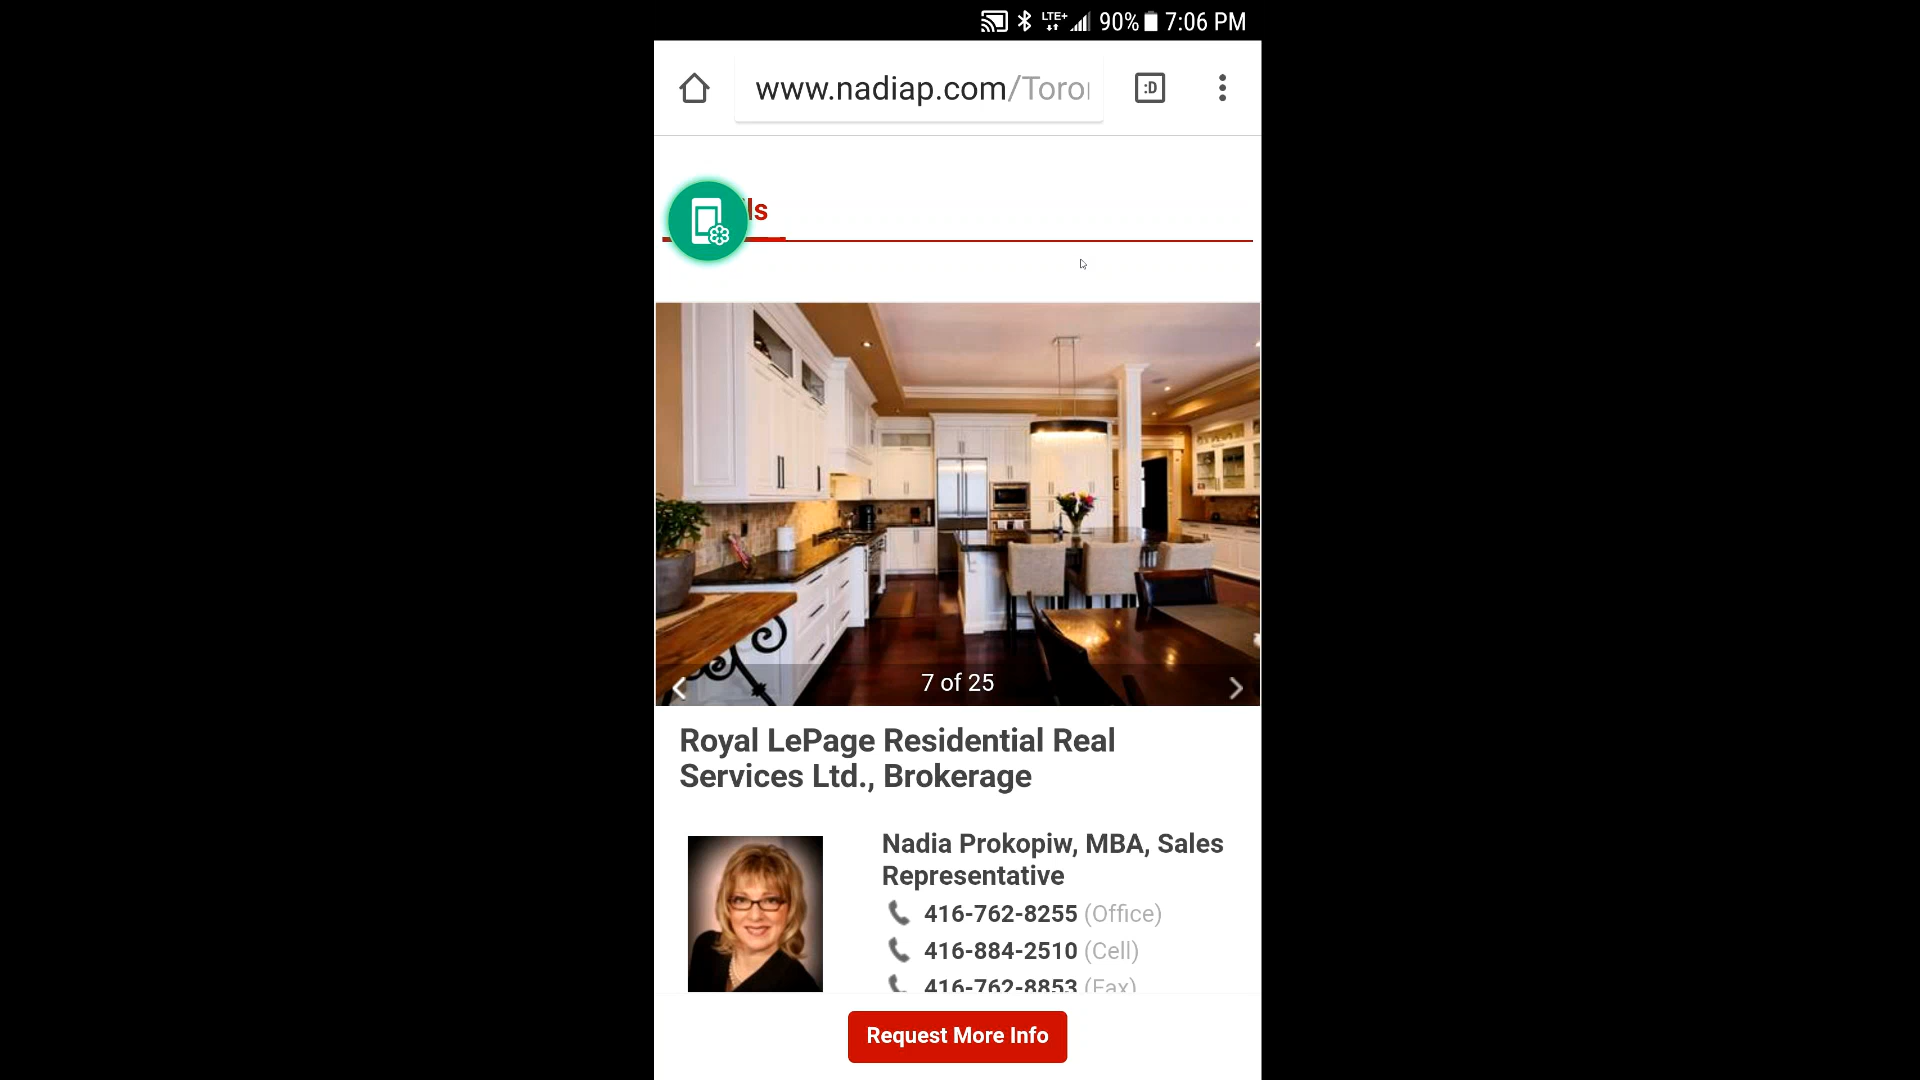 LTE+ 90% 7:06 PM
www.nadiap.com/Toro
:D
ls
7 of 25
Royal LePage Residential Real
Services Ltd., Brokerage
Nadia Prokopiw, MBA, Sales
Representative
416-762-8255 (Office)
416-884-2510 (Cell)
416-762-8853 (Fax)
Request More Info